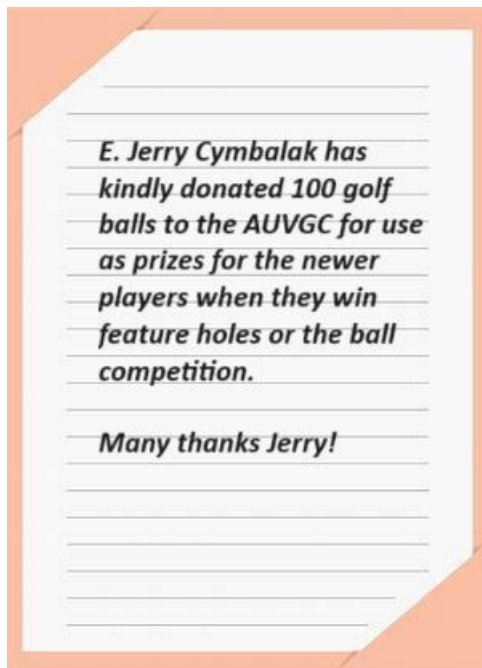 E. Jerry Cymbalak has
kindly donated 100 golf
balls to the AUVGC for use
as prizes for the newer
players when they win
feature holes or the ball
competition.
Many thanks Jerry!